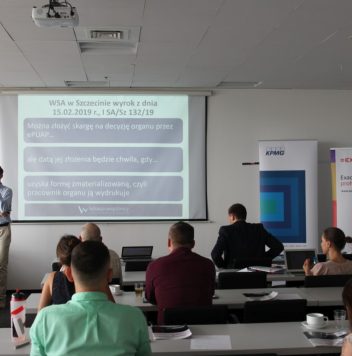 WSA w Szczecinie wyrok z dnia
15.02.2019 r., I SA/Sz 132/19
Można złożyć skargę na decyzję organu przez
ePUAP...
ale datą jej złożenia będzie chwila, gdy...
uzyska formę zmaterializowaną, czyli
pracownik organu ją wydrukuje
KPMG
Exac